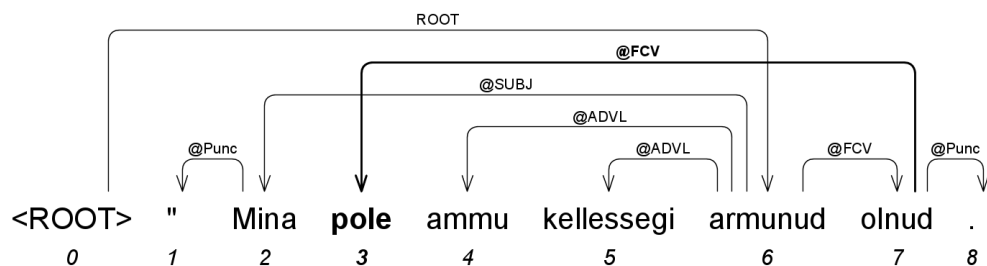 ROOT
@FCV
@SUBJ
@ADVL
@Punc @ADVL @FCV @Punc
<ROOT> " Mina pole ammu kellessegi armunud olnud .
0 1 2 3 4 5 6 7 8